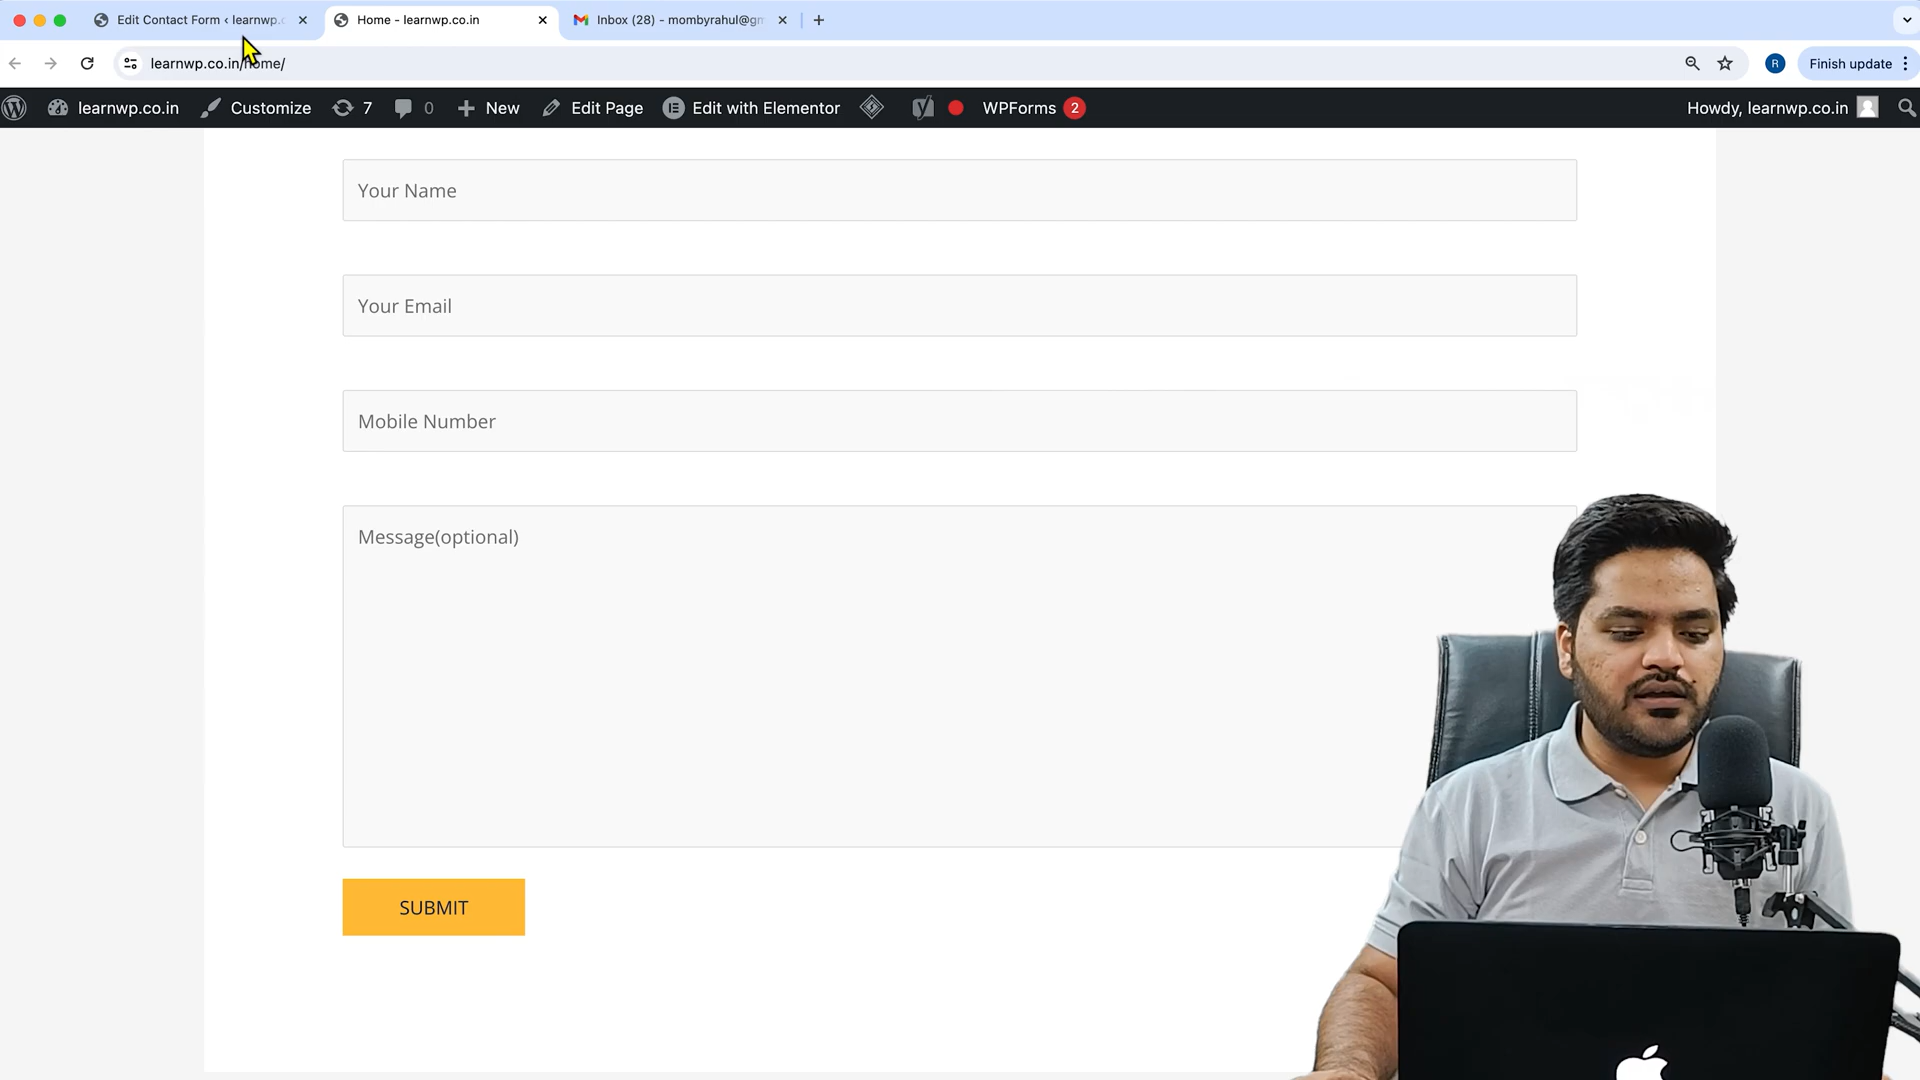 Edit Contact Form ‹ learnwp.c
Home - learnwp.co.in
Inbox (28) - mombyrahul@gm
learnwp.co.in/home/
Finish update
R
learnwp.co.in
Customize
7
0
New
Edit Page
Edit with Elementor
WPForms 2
Howdy, learnwp.co.in
Your Name
Your Email
Mobile Number
Message(optional)
SUBMIT